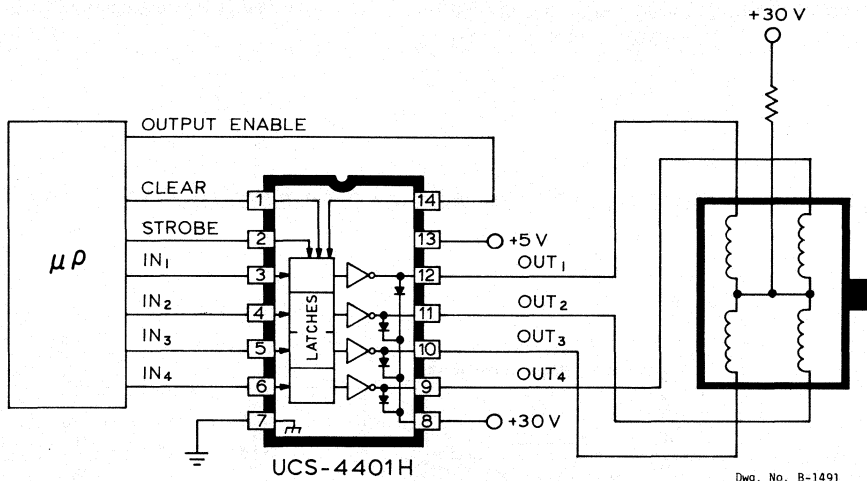 +30 V
OUTPUT ENABLE
CLEAR
1
14
STROBE
2
13
+5 V
μP
IN1
3
12
OUT1
IN2
4
11
OUT2
LATCHES
IN3
5
10
OUT3
IN4
6
9
OUT4
7
8
+30 V
UCS-4401H
Dwg. No. B-1491